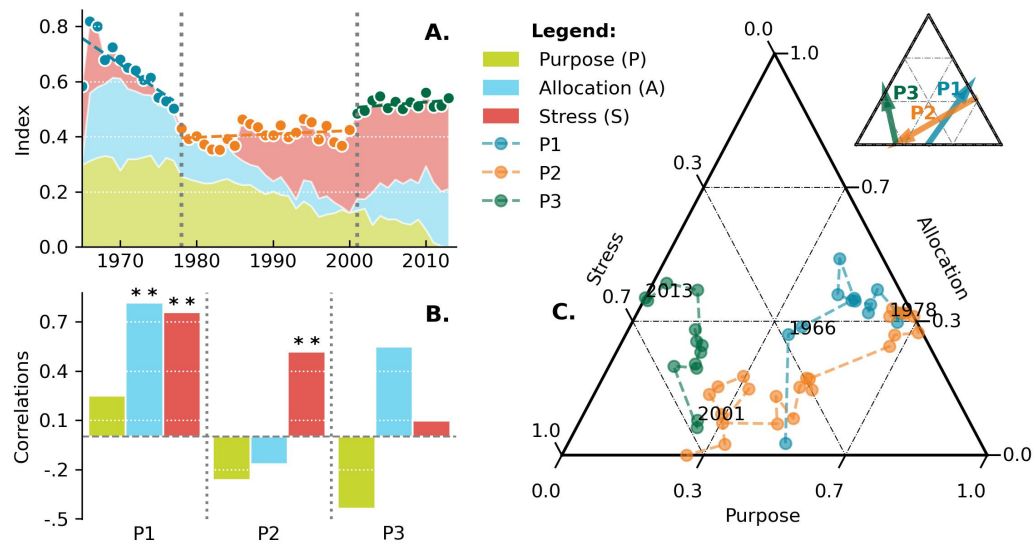 0.8
0.6
0.4
0.2
0.0
Index
A.
1970
1980
1990
2000
2010
Legend:
Purpose (P)
Allocation (A)
Stress (S)
P1
P2
P3
0.7
0.4
0.1
-.2
-.5
Correlations
B.
* *
* *
* *
P1
P2
P3
C.
0.0
1.0
0.3
0.7
0.7
0.3
1.0
0.0
Stress
Allocation
2013
1978
1966
2001
0.0
0.3
0.7
1.0
Purpose
P3
P1
P2